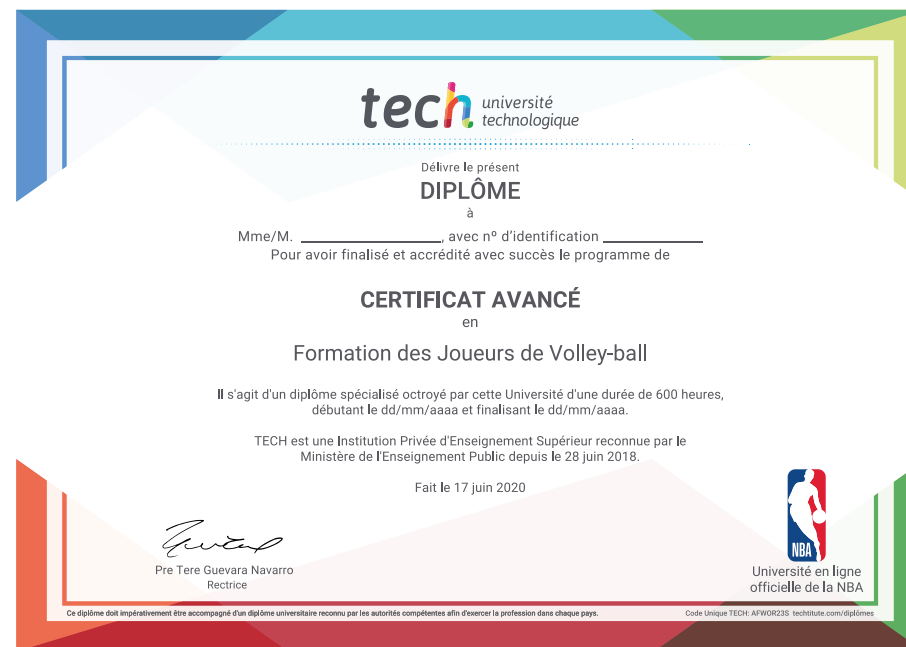 tech université
technologique
Délivre le présent
DIPLÔME
à
Mme/M. ____________________, avec nº d'identification ______________
Pour avoir finalisé et accrédité avec succès le programme de
CERTIFICAT AVANCÉ
en
Formation des Joueurs de Volley-ball
Il s'agit d'un diplôme spécialisé octroyé par cette Université d'une durée de 600 heures,
débutant le dd/mm/aaaa et finalisant le dd/mm/aaaa.
TECH est une Institution Privée d'Enseignement Supérieur reconnue par le
Ministère de l'Enseignement Public depuis le 28 juin 2018.
Fait le 17 juin 2020
Pre Tere Guevara Navarro
Rectrice
NBA
Université en ligne
officielle de la NBA
Ce diplôme doit impérativement être accompagné d'un diplôme universitaire reconnu par les autorités compétentes afin d'exercer la profession dans chaque pays.
Code Unique TECH: AFWOR23S techtitute.com/diplômes